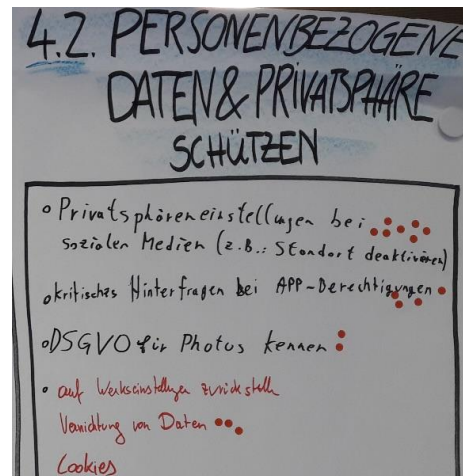 4.2. PERSONENBEZOGENE
DATEN & PRIVATSPHÄRE
SCHÜTZEN
• Privatsphäreneinstellungen bei
sozialen Medien (z.B.: Standort deaktivieren)
• kritisches Hinterfragen bei APP-Berechtigungen
• DSGVO für Photos kennen
• auf Werkseinstellungen zurückstellen
Vernichtung von Daten
Cookies